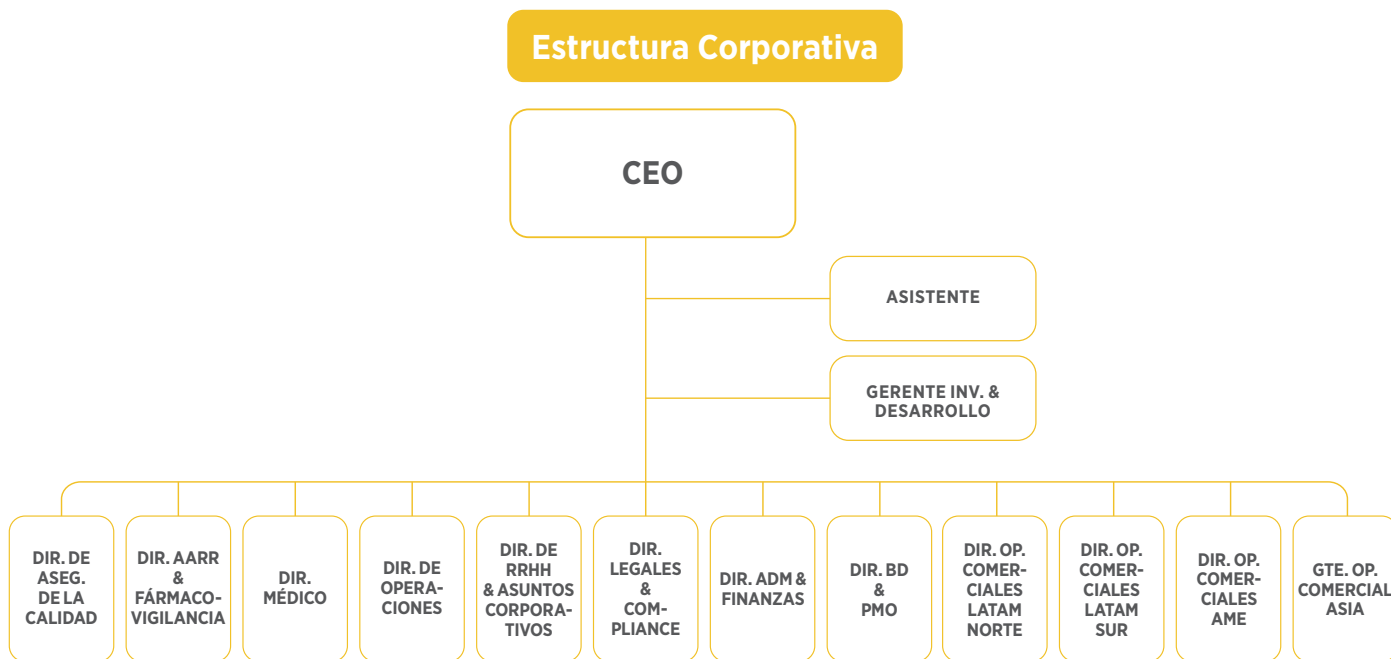 Estructura Corporativa
CEO
ASISTENTE
GERENTE INV. &
DESARROLLO
DIR. DE
ASEG.
DE LA
CALIDAD
DIR. AARR
&
FÁRMACO-
VIGILANCIA
DIR.
MÉDICO
DIR. DE
OPERA-
CIONES
DIR. DE
RRHH
& ASUNTOS
CORPORA-
TIVOS
DIR.
LEGALES
&
COM-
PLIANCE
DIR. ADM &
FINANZAS
DIR. BD
&
PMO
DIR. OP.
COMER-
CIALES
LATAM
NORTE
DIR. OP.
COMER-
CIALES
LATAM
SUR
DIR. OP.
COMER-
CIALES
AME
GTE. OP.
COMERCIAL
ASIA